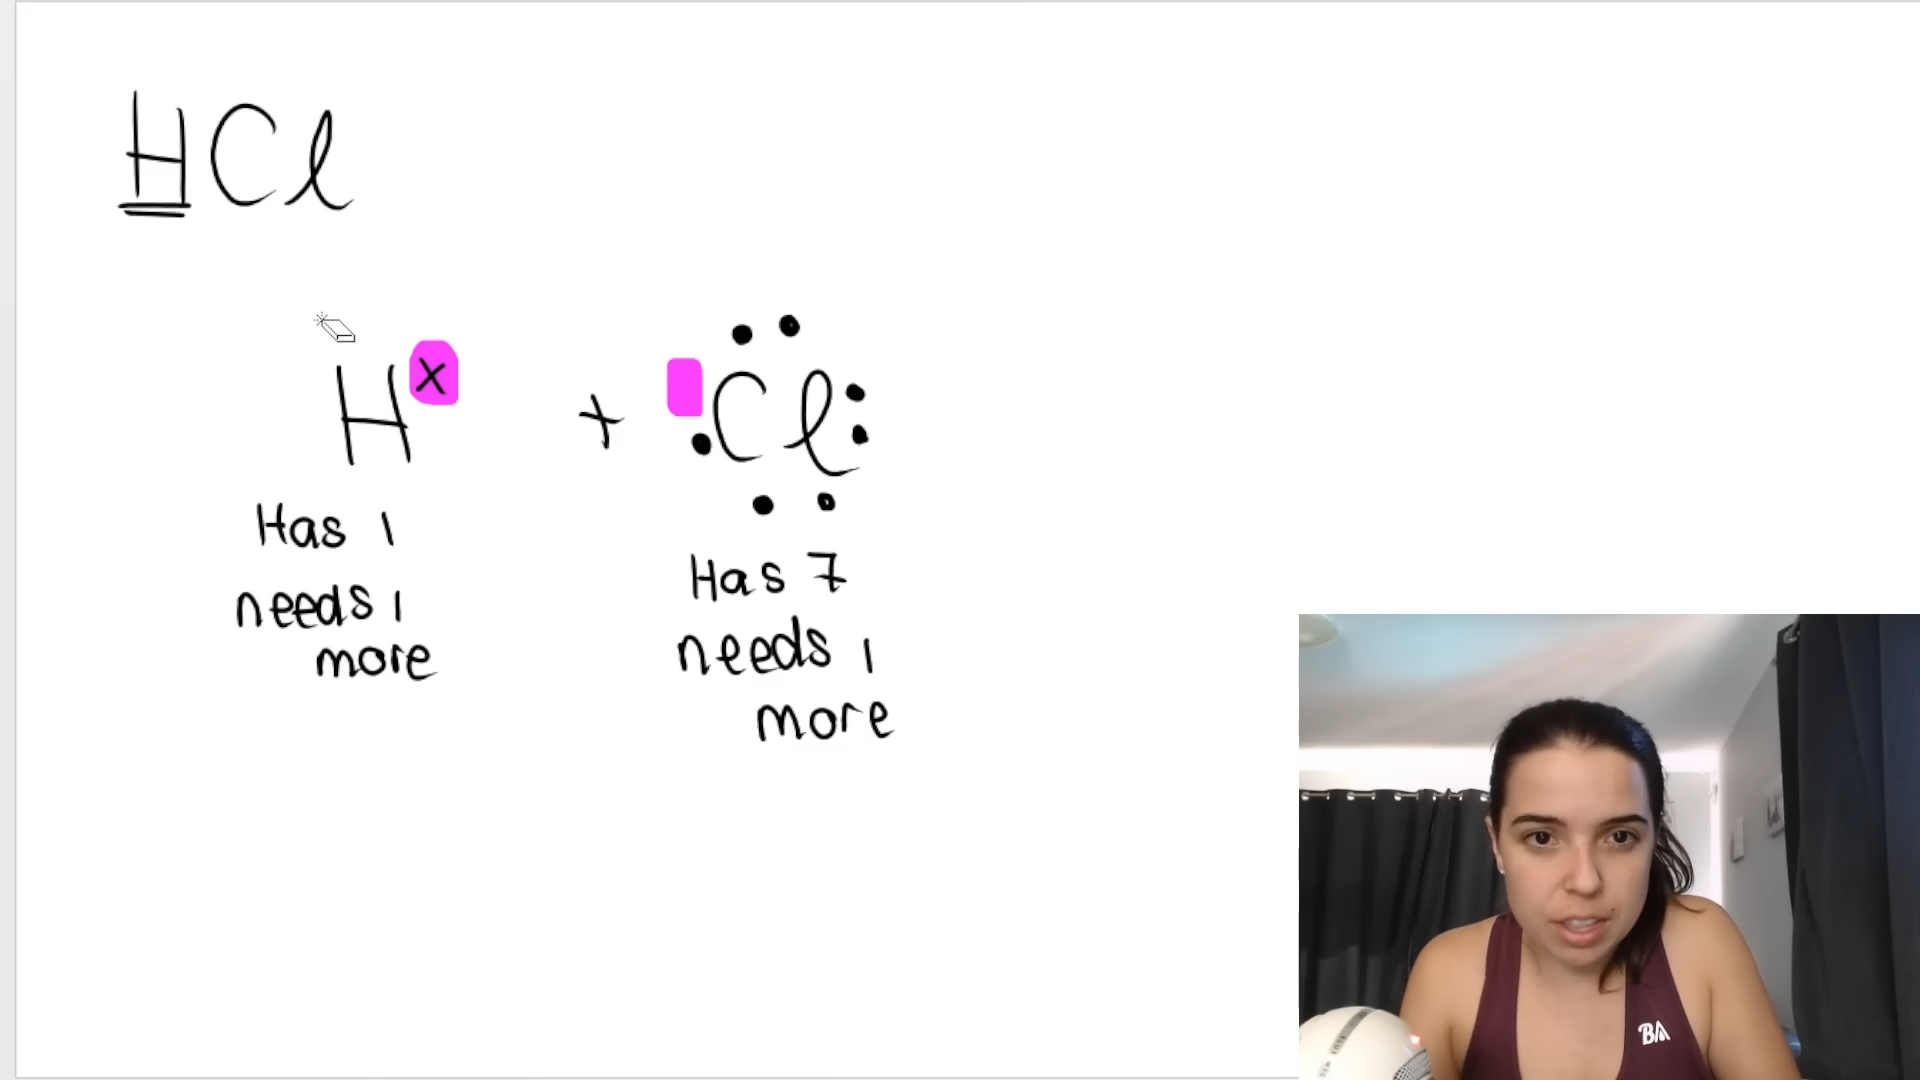 HCl
H x + Cl
Has 1
needs 1
more
Has 7
needs 1
more
BA